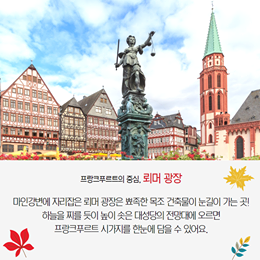 프랑크푸르트의 중심, 뢰머 광장
마인강변에 자리잡은 뢰머 광장은 뾰족한 목조 건축물이 눈길이 가는 곳!
하늘을 찌를 듯이 높이 솟은 대성당의 전망대에 오르면
프랑크푸르트 시가지를 한눈에 담을 수 있어요.